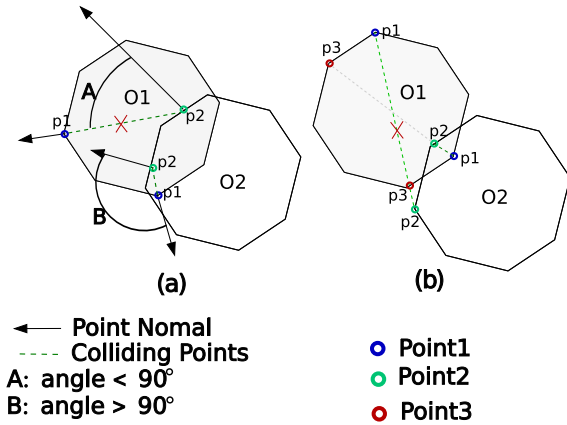 p1
p3
A
O1
O1
p2
p1
p2
p2
p1
p3
O2
O2
p1
B
p2
(a)
(b)
Point Nomal
Colliding Points
A: angle < 90°
B: angle > 90°
Point1
Point2
Point3